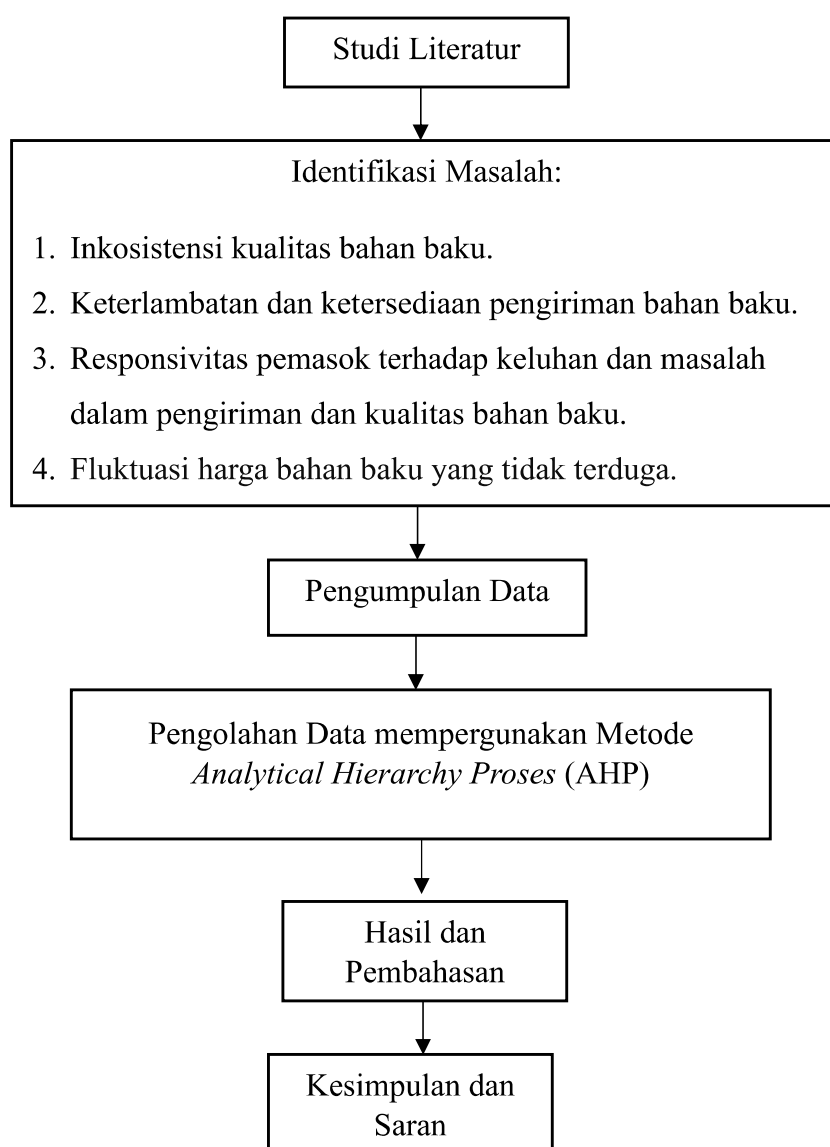 Studi Literatur
Identifikasi Masalah:
1. Inkosistensi kualitas bahan baku.
2. Keterlambatan dan ketersediaan pengiriman bahan baku.
3. Responsivitas pemasok terhadap keluhan dan masalah
dalam pengiriman dan kualitas bahan baku.
4. Fluktuasi harga bahan baku yang tidak terduga.
Pengumpulan Data
Pengolahan Data mempergunakan Metode
Analytical Hierarchy Proses (AHP)
Hasil dan
Pembahasan
Kesimpulan dan
Saran